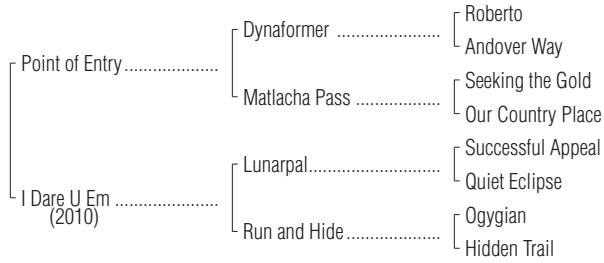 Roberto
Dynaformer ..................
Andover Way
Point of Entry ...................
Seeking the Gold
Matlacha Pass ...............
Our Country Place
Successful Appeal
Lunarpal.......................
Quiet Eclipse
I Dare U Em .....................
(2010)
Ogygian
Run and Hide.................
Hidden Trail